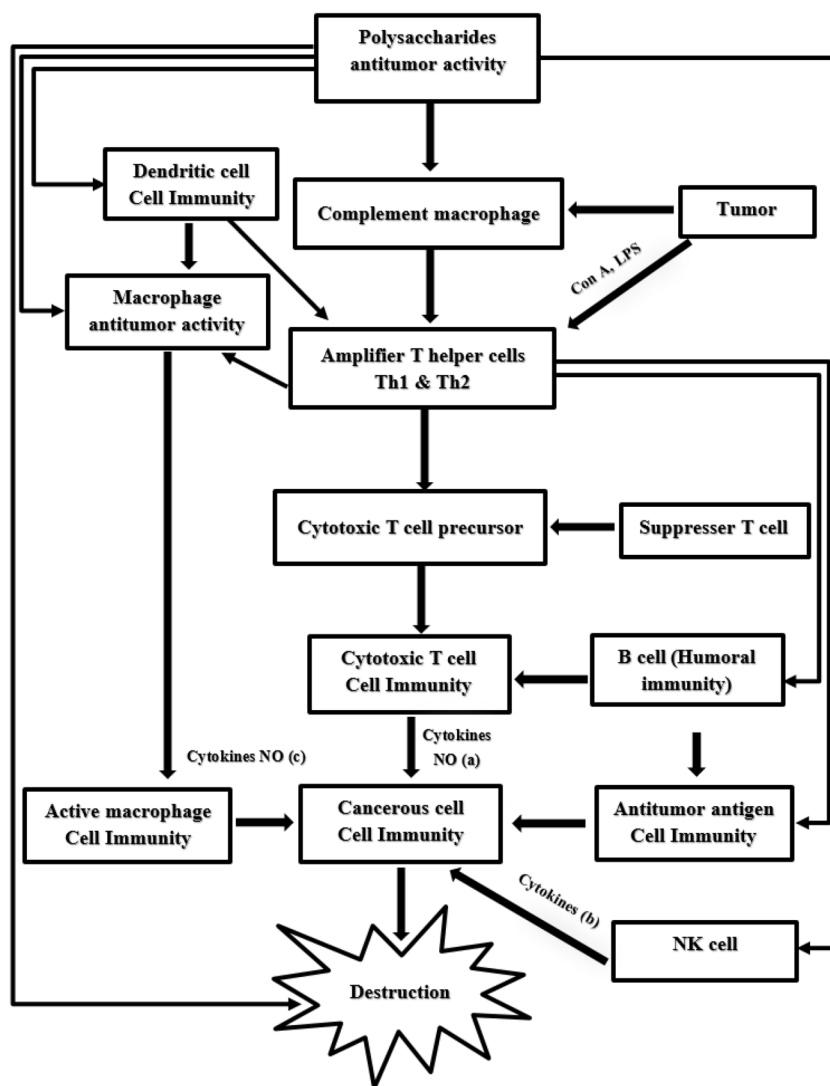 Polysaccharides
antitumor activity
Dendritic cell
Cell Immunity
Complement macrophage
Tumor
Con A, LPS
Macrophage
antitumor activity
Amplifier T helper cells
Th1 & Th2
Cytotoxic T cell precursor
Suppresser T cell
Cytotoxic T cell
Cell Immunity
B cell (Humoral
immunity)
Cytokines NO (c)
Cytokines
NO (a)
Active macrophage
Cell Immunity
Cancerous cell
Cell Immunity
Antitumor antigen
Cell Immunity
Cytokines (b)
NK cell
Destruction